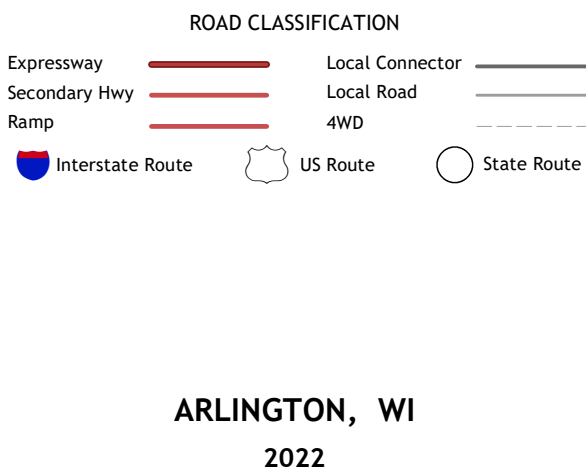 ROAD CLASSIFICATION
Expressway
Local Connector
Secondary Hwy
Local Road
Ramp
4WD
Interstate Route
US Route
State Route
ARLINGTON, WI
2022